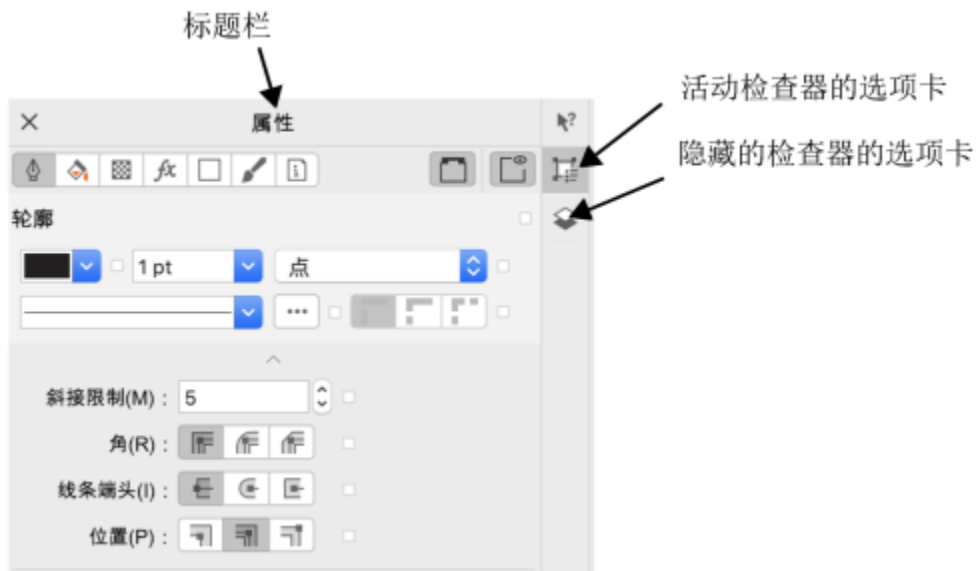 标题栏
活动检查器的选项卡
隐藏的检查器的选项卡
属性
轮廓
1 pt
点
斜接限制(M)： 5
角(R)：
线条端头(I)：
位置(P)：